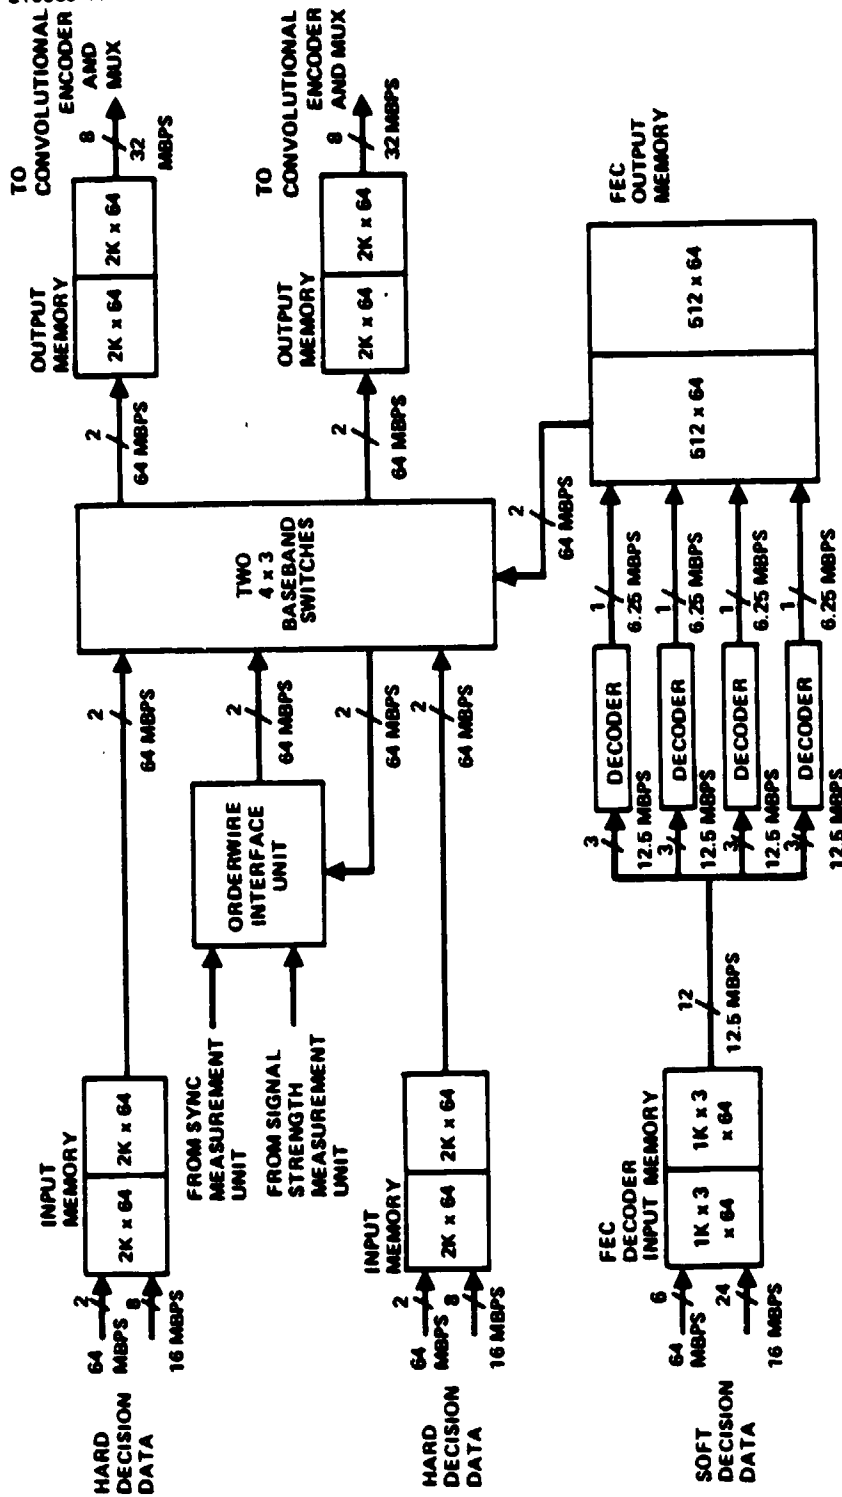 HARD
DECISION
DATA
64
MBPS
2
8
16 MBPS
INPUT
MEMORY
2K x 64
2K x 64
2
64 MBPS
FROM SYNC
MEASUREMENT
UNIT
FROM SIGNAL
STRENGTH
MEASUREMENT
UNIT
ORDERWIRE
INTERFACE
UNIT
2
64 MBPS
2
64 MBPS
HARD
DECISION
DATA
64
MBPS
2
8
16 MBPS
INPUT
MEMORY
2K x 64
2K x 64
2
64 MBPS
TWO
4 x 3
BASEBAND
SWITCHES
2
64 MBPS
OUTPUT
MEMORY
2K x 64
2K x 64
8
32
MBPS
TO
CONVOLUTIONAL
ENCODER
AND
MUX
2
64 MBPS
OUTPUT
MEMORY
2K x 64
2K x 64
8
32 MBPS
TO
CONVOLUTIONAL
ENCODER
AND MUX
SOFT
DECISION
DATA
64
MBPS
6
24
16 MBPS
FEC
DECODER
INPUT MEMORY
1K x 3
x 64
1K x 3
x 64
12
12.5 MBPS
3
12.5 MBPS
DECODER
1
6.25 MBPS
3
12.5 MBPS
DECODER
1
6.25 MBPS
3
12.5 MBPS
DECODER
1
6.25 MBPS
3
12.5 MBPS
DECODER
1
6.25 MBPS
512 x 64
512 x 64
FEC
OUTPUT
MEMORY
2
64 MBPS